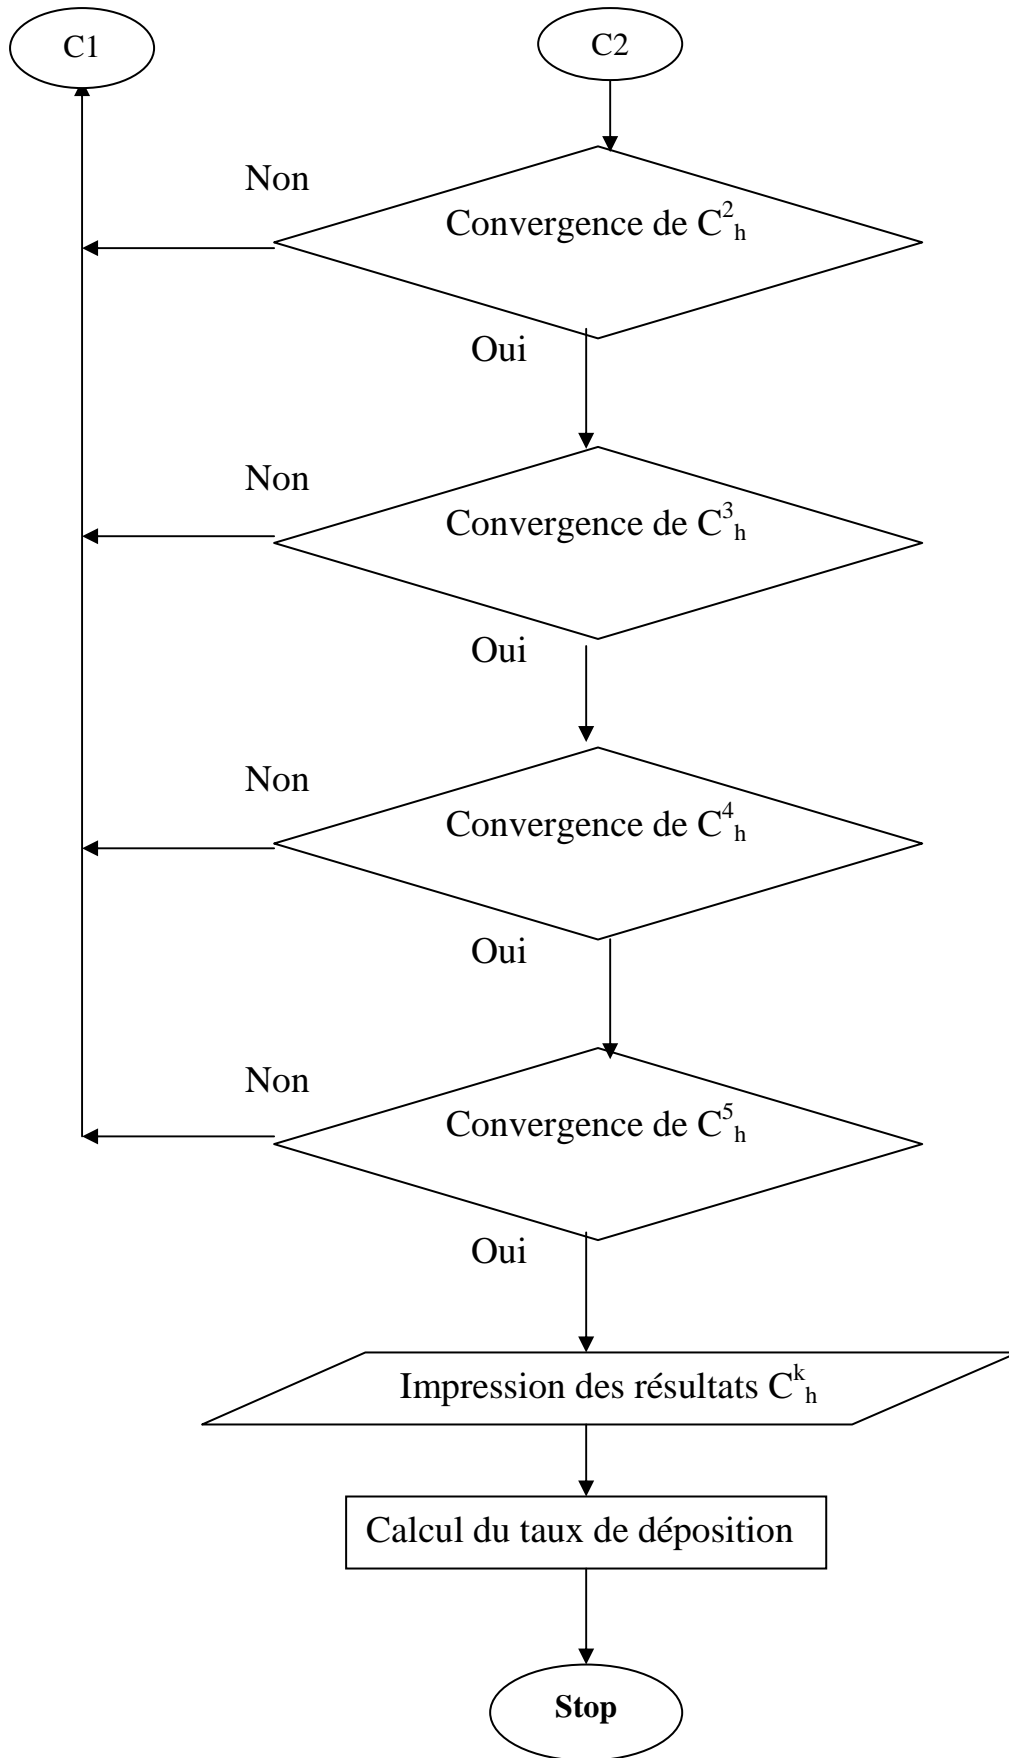 C1
C2
Non
Convergence de C²ₕ
Oui
Non
Convergence de C³ₕ
Oui
Non
Convergence de C⁴ₕ
Oui
Non
Convergence de C⁵ₕ
Oui
Impression des résultats Cᵏₕ
Calcul du taux de déposition
Stop